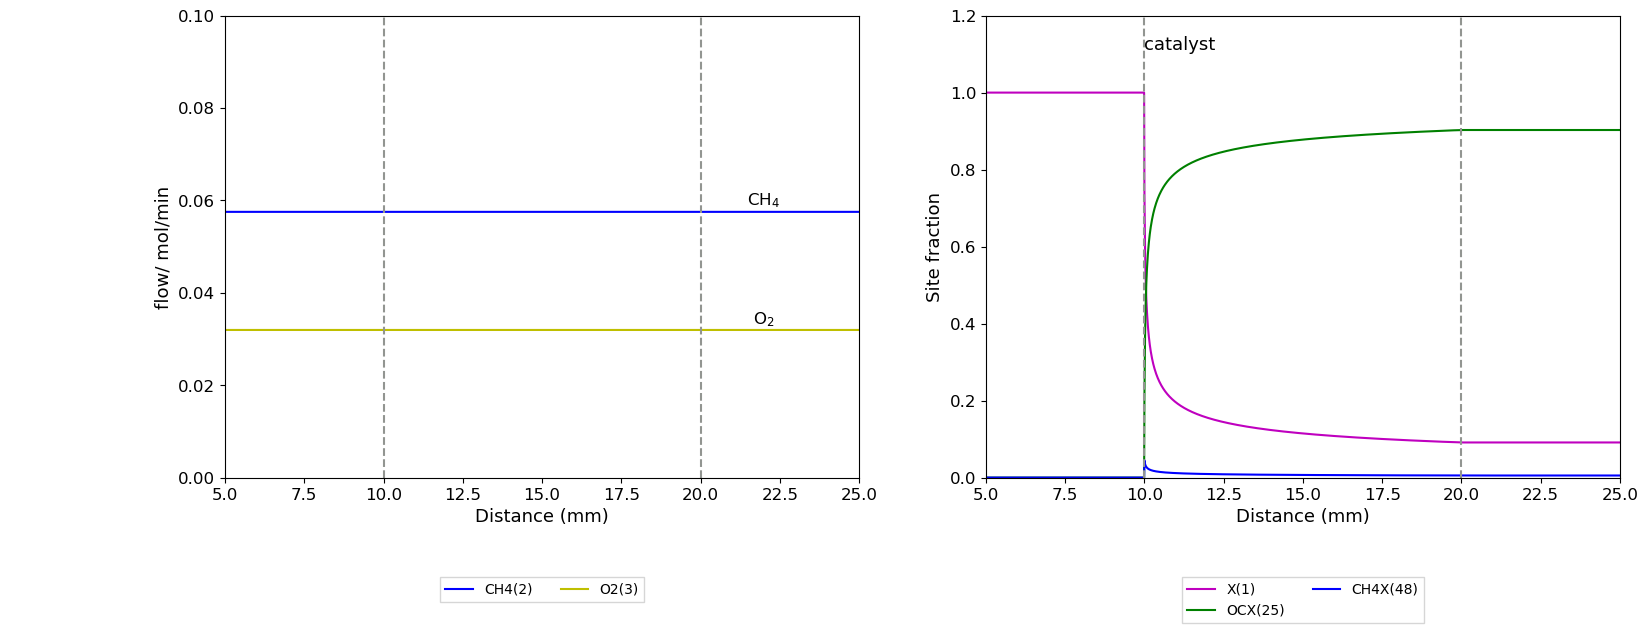 0.10
0.08
0.06
0.04
0.02
0.00
flow/ mol/min
CH₄
O₂
5.0 7.5 10.0 12.5 15.0 17.5 20.0 22.5 25.0
Distance (mm)
CH4(2) O2(3)
1.2
1.0
0.8
0.6
0.4
0.2
0.0
Site fraction
catalyst
5.0 7.5 10.0 12.5 15.0 17.5 20.0 22.5 25.0
Distance (mm)
X(1) CH4X(48)
OCX(25)